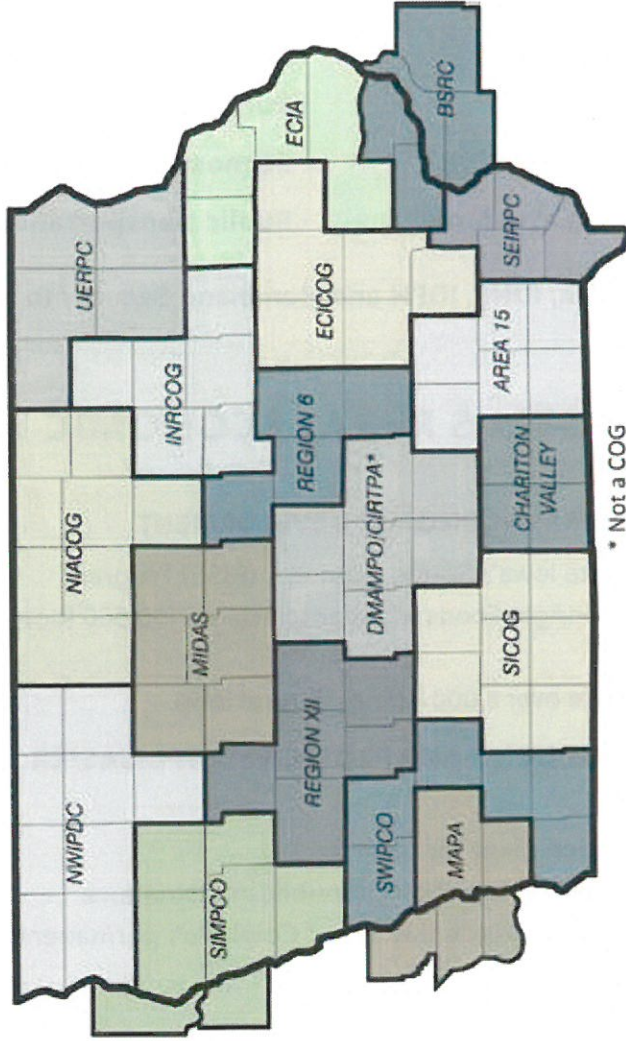 NWIPDC
NIACOG
UERPC
SIMPCO
MIDAS
INRCOG
ECIA
REGION XII
REGION 6
ECICOG
DMAMPO/CIRTPA*
BSRC
SWIPCO
MAPA
SICOG
CHARITON
VALLEY
AREA 15
SEIRPC
* Not a COG